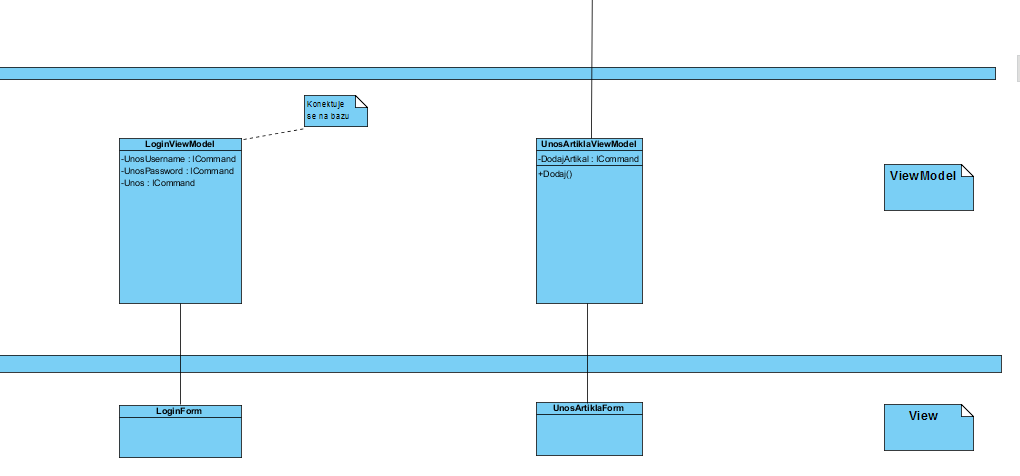 Konektuje
se na bazu
LoginViewModel
-UnosUsername : ICommand
-UnosPassword : ICommand
-Unos : ICommand
UnosArtiklaViewModel
-DodajArtikal : ICommand
+Dodaj()
ViewModel
LoginForm
UnosArtiklaForm
View